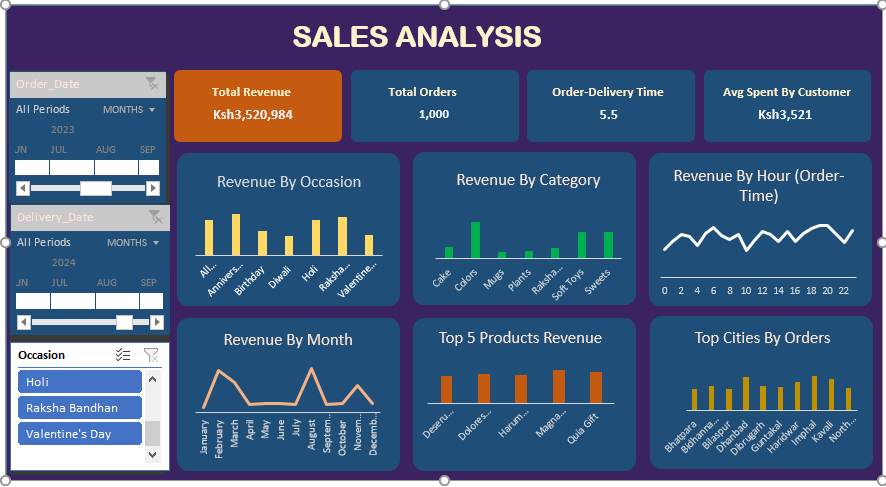 SALES ANALYSIS
Order_Date
All Periods MONTHS
2023
JN JUL AUG SEP
Delivery_Date
All Periods MONTHS
2024
JN JUL AUG SEP
Occasion
Holi
Raksha Bandhan
Valentine's Day
Total Revenue
Ksh3,520,984
Total Orders
1,000
Order-Delivery Time
5.5
Avg Spent By Customer
Ksh3,521
Revenue By Occasion
All...
Annivers...
Birthday
Diwali
Holi
Raksha...
Valentine...
Revenue By Category
Cake
Colors
Mugs
Plants
Raksha...
Soft Toys
Sweets
Revenue By Hour (Order-
Time)
0 2 4 6 8 10 12 14 16 18 20 22
Revenue By Month
January
February
March
April
May
June
July
August
Septem...
October
Novem...
Decemb...
Top 5 Products Revenue
Deseru...
Dolores...
Harum...
Magna...
Quia Gift
Top Cities By Orders
Bhatpara
Bidhanna...
Bilaspur
Dhanbad
Dibrugarh
Guntakal
Haridwar
Imphal
Kavali
North...